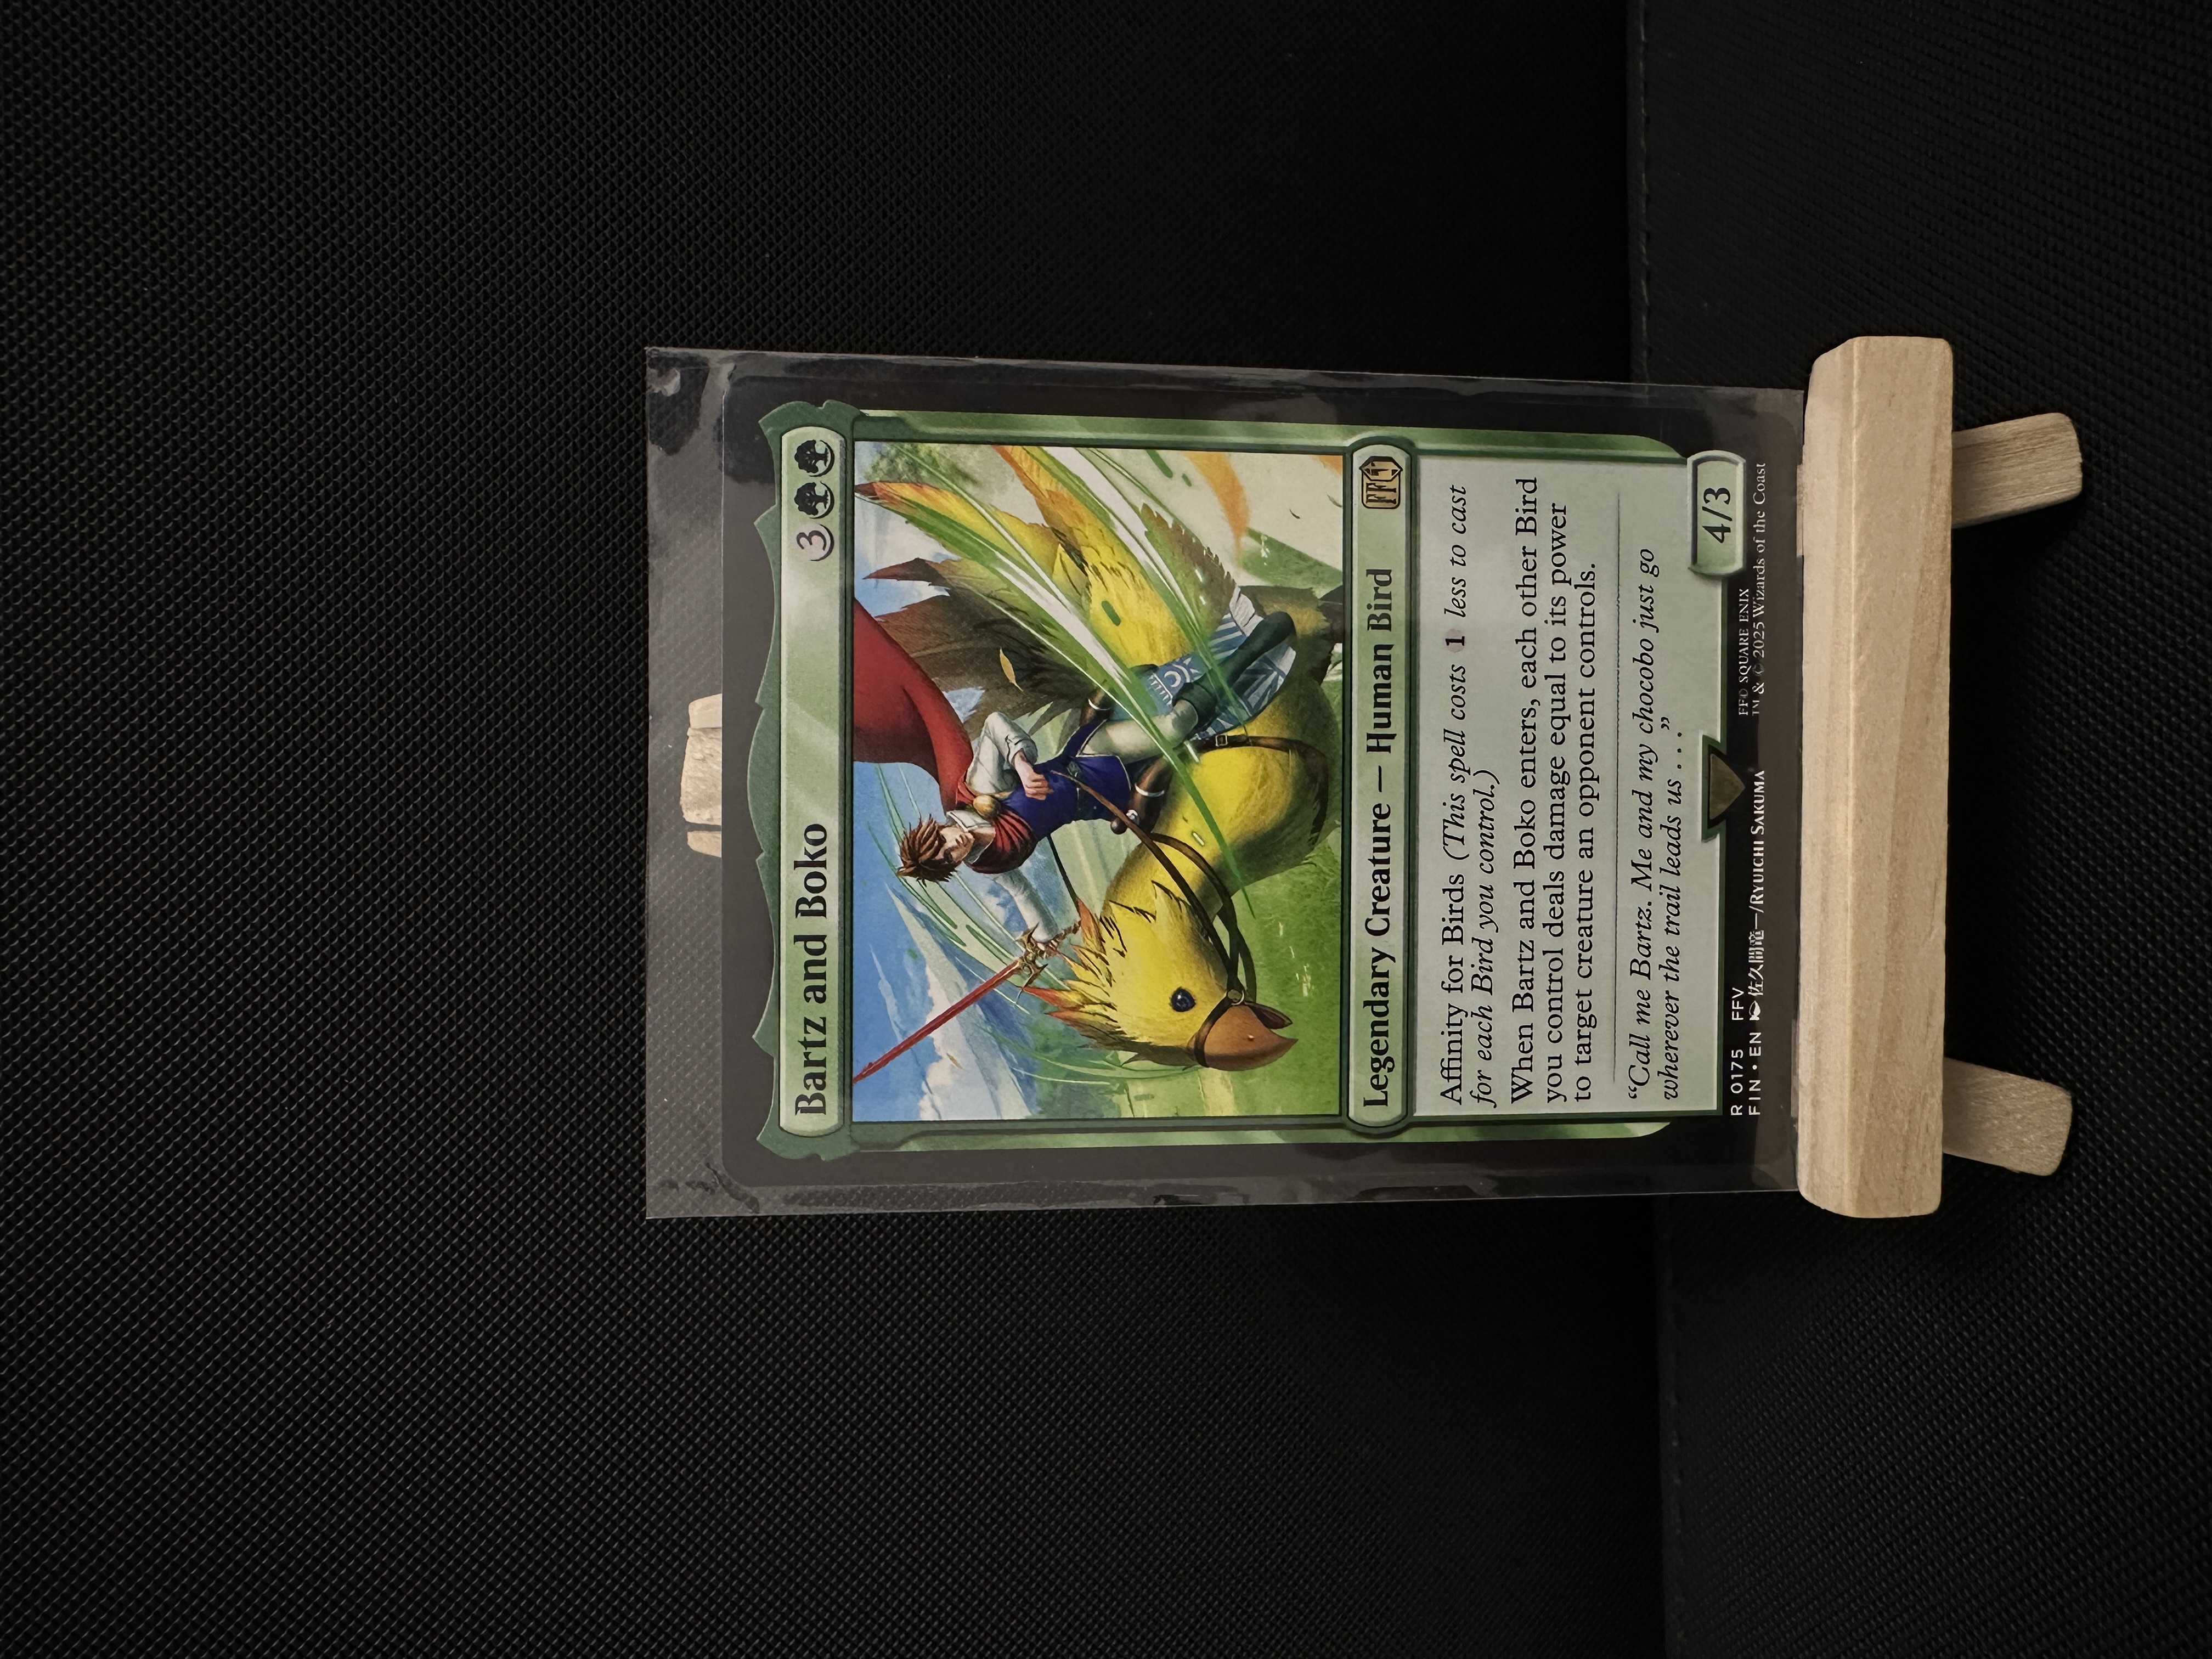 Bartz and Boko 3
Legendary Creature — Human Bird FF
Affinity for Birds (This spell costs 1 less to cast
for each Bird you control.)
When Bartz and Boko enters, each other Bird
you control deals damage equal to its power
to target creature an opponent controls.
“Call me Bartz. Me and my chocobo just go
wherever the trail leads us . . .”
4/3
R 0175 FFV
FIN • EN 佐久間竜一/RYUICHI SAKUMA
FF© SQUARE ENIX
TM & © 2025 Wizards of the Coast